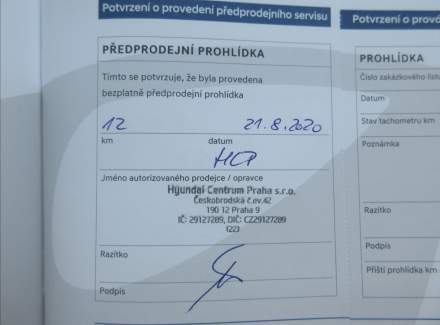 Potvrzení o provedení předprodejního servisu
PŘEDPRODEJNÍ PROHLÍDKA
Tímto se potvrzuje, že byla provedena
bezplatně předprodejní prohlídka
12 21.8.2020
km datum
HCP
Jméno autorizovaného prodejce / opravce
Hyundai Centrum Praha s.r.o.
Českobrodská č.ev.42
190 12 Praha 9
IČ: 29127289, DIČ: CZ29127289
1223
Razítko
Podpis
Potvrzení o prov
PROHLÍDKA
Číslo zakázkového listu
Datum
Stav tachometru km
Poznámka
Razítko
Podpis
Příští prohlídka km